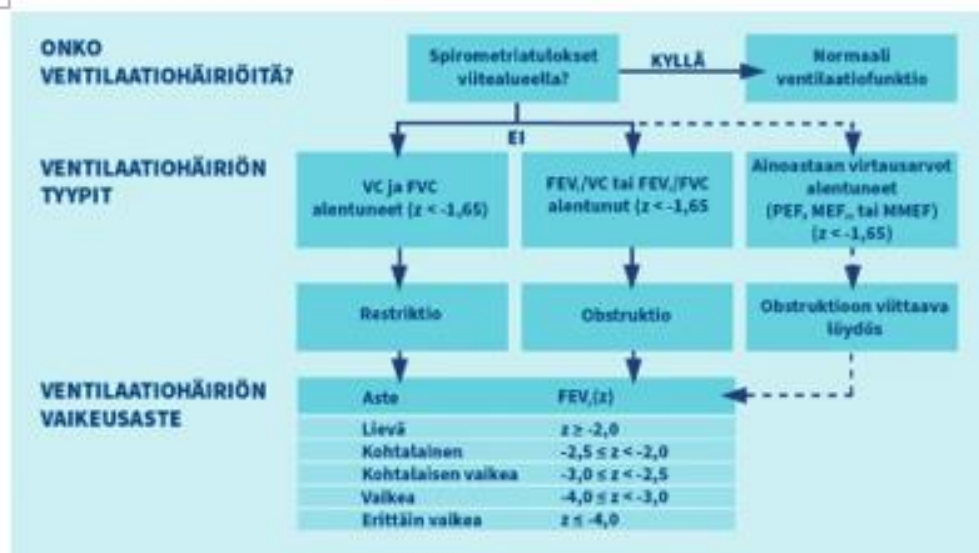 ONKO
VENTILAATIOHÄIRIÖITÄ?
Spirometriatulokset
viitealueella?
KYLLÄ
Normaali
ventilaatiofunktio
EI
VENTILAATIOHÄIRIÖN
TYYPIT
VC ja FVC
alentuneet (z < -1,65)
FEV₁/VC tai FEV₁/FVC
alentunut (z < -1,65
Ainoastaan virtausarvot
alentuneet
(PEF, tai MMEF)
(z < -1,65)
Restriktio
Obstruktio
Obstruktioon viittaava
löydös
VENTILAATIOHÄIRIÖN
VAIKEUSASTE
Aste FEV₁(z)
Lievä z ≥ -2,0
Kohtalainen -2,5 ≤ z < -2,0
Kohtalaisen vaikea -3,0 ≤ z < -2,5
Vaikea -4,0 ≤ z < -3,0
Erittäin vaikea z ≤ -4,0